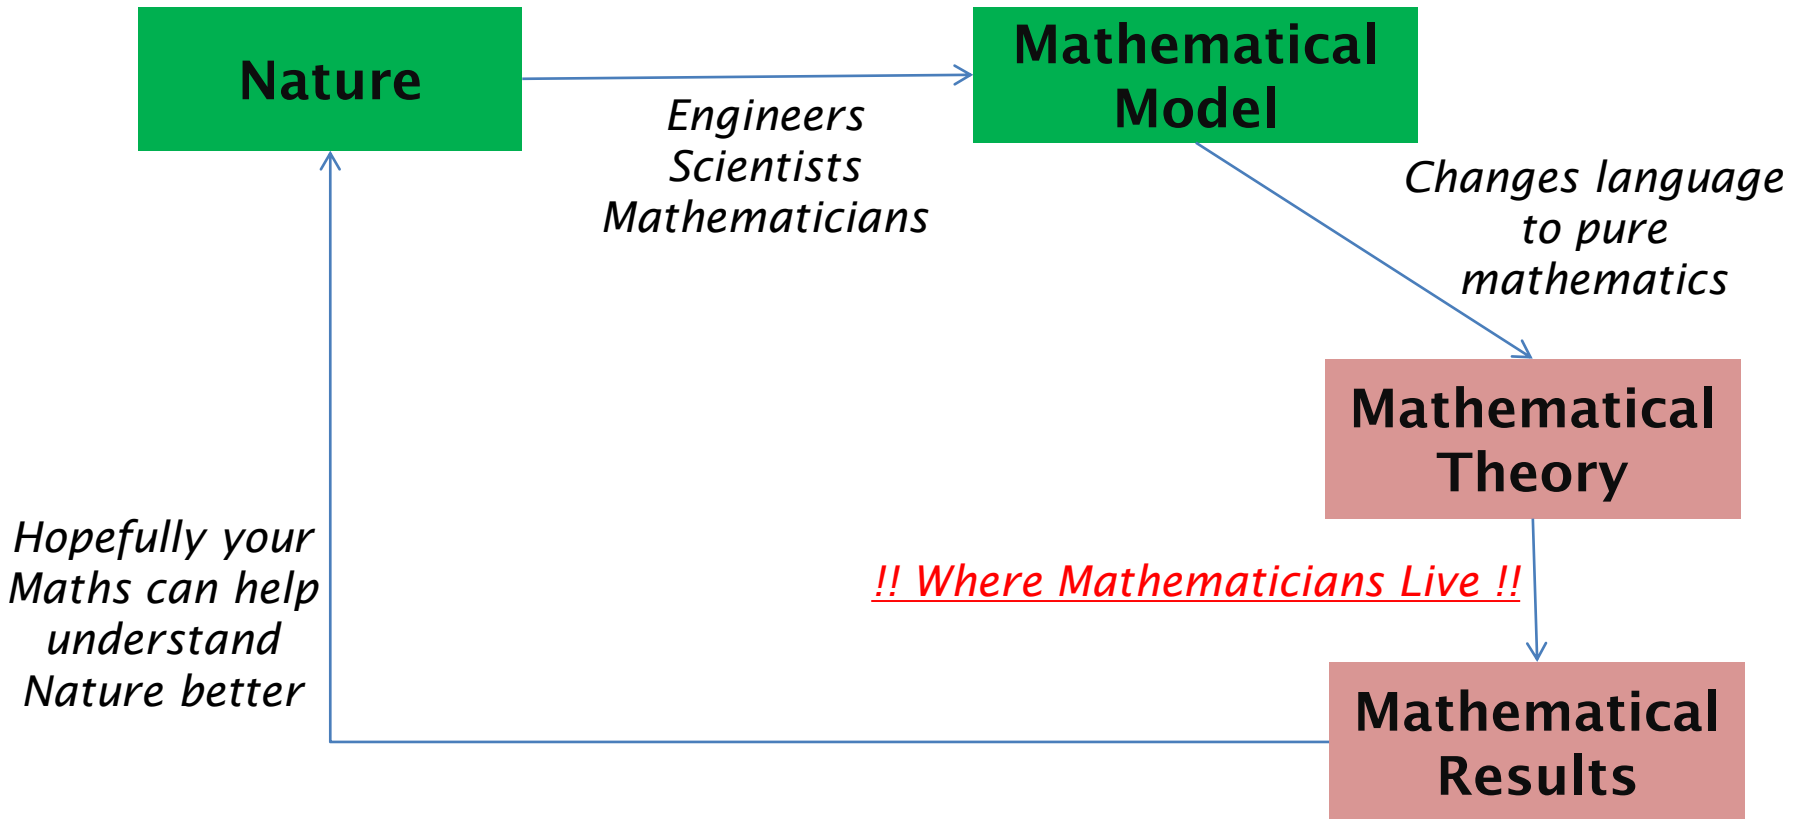 Nature
Mathematical
Model
Engineers
Scientists
Mathematicians
Changes language
to pure
mathematics
Mathematical
Theory
!! Where Mathematicians Live !!
Hopefully your
Maths can help
understand
Nature better
Mathematical
Results